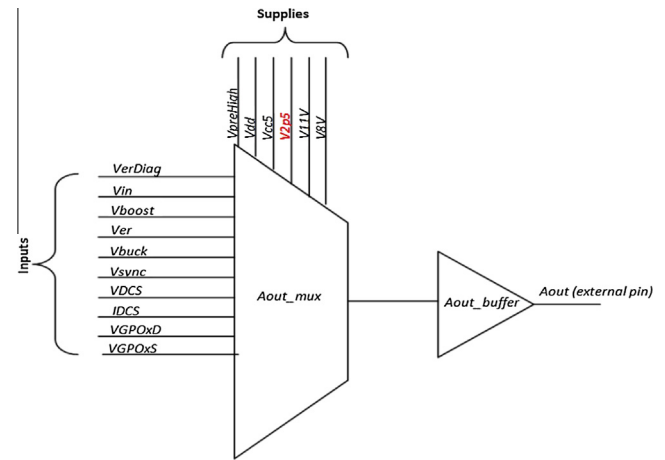 Supplies
VpreHigh
Vdd
Vcc5
V2p5
V11V
V8V
Inputs
VerDiag
Vin
Vboost
Ver
Vbuck
Vsync
VDCS
IDCS
VGPOxD
VGPOxS
Aout_mux
Aout_buffer
Aout (external pin)